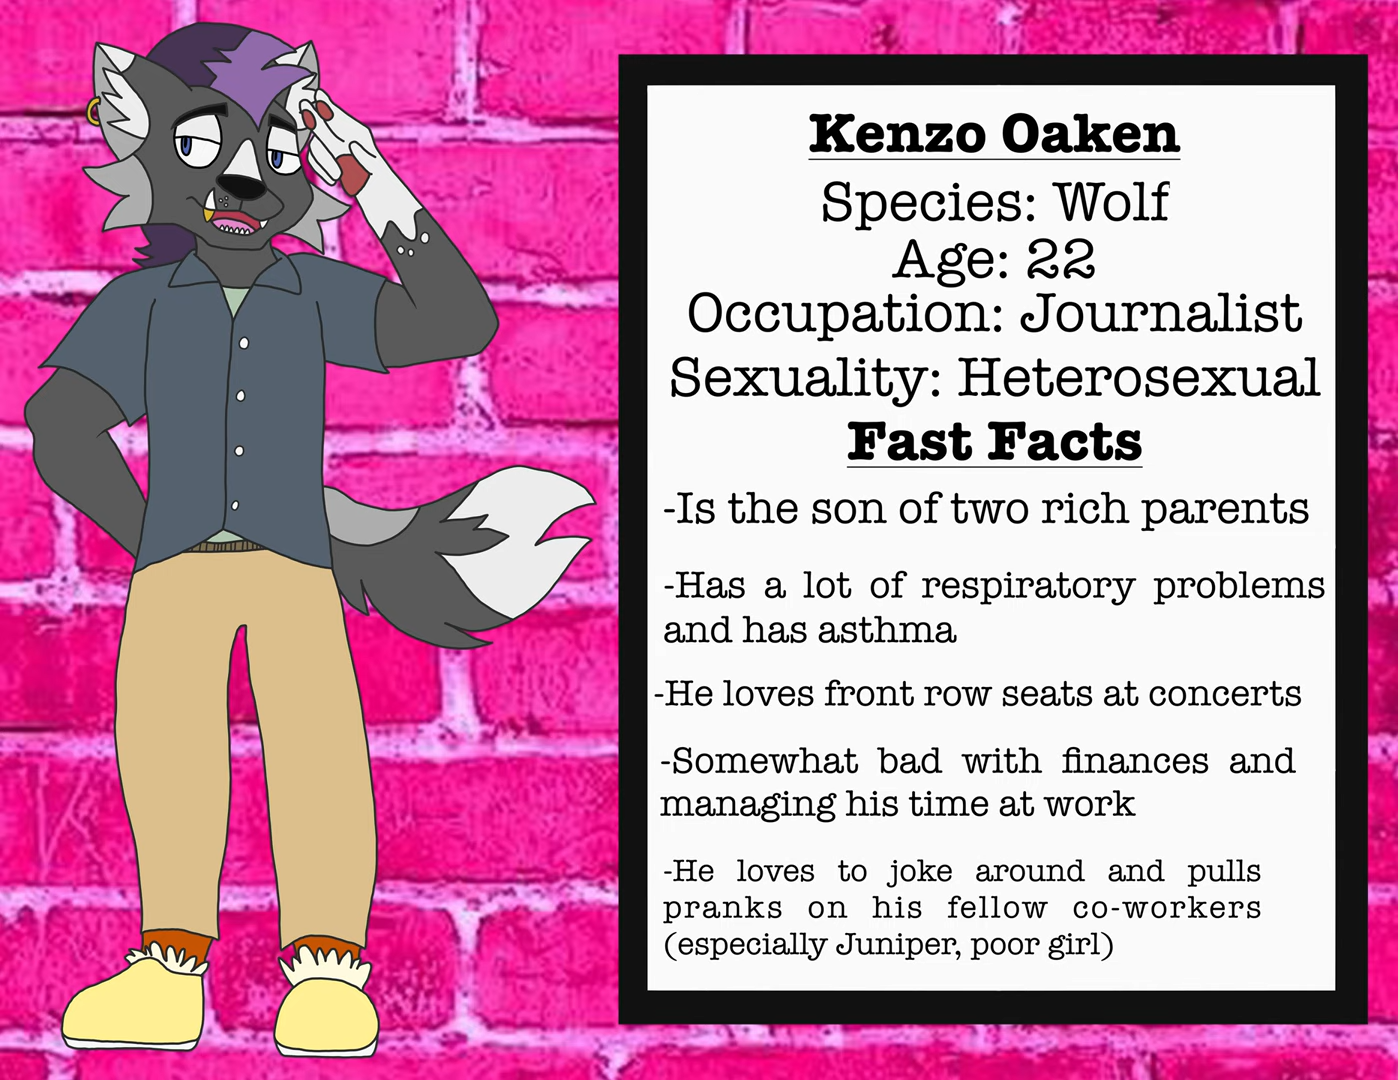 Kenzo Oaken
Species: Wolf
Age: 22
Occupation: Journalist
Sexuality: Heterosexual
Fast Facts
-Is the son of two rich parents
-Has a lot of respiratory problems
and has asthma
-He loves front row seats at concerts
-Somewhat bad with finances and
managing his time at work
-He loves to joke around and pulls
pranks on his fellow co-workers
(especially Juniper, poor girl)